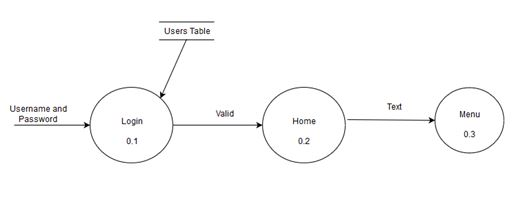 Users Table
Username and
Password
Login
0.1
Valid
Home
0.2
Text
Menu
0.3